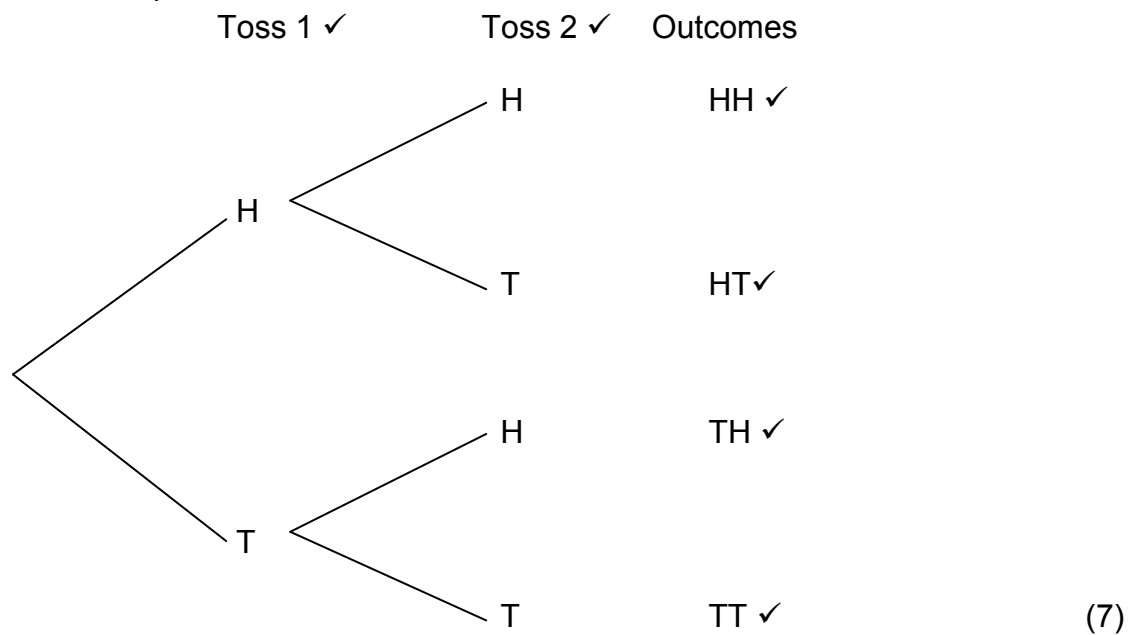 Toss 1 ✓ Toss 2 ✓ Outcomes
H HH ✓
H
T HT✓
H TH ✓
T
T TT ✓ (7)